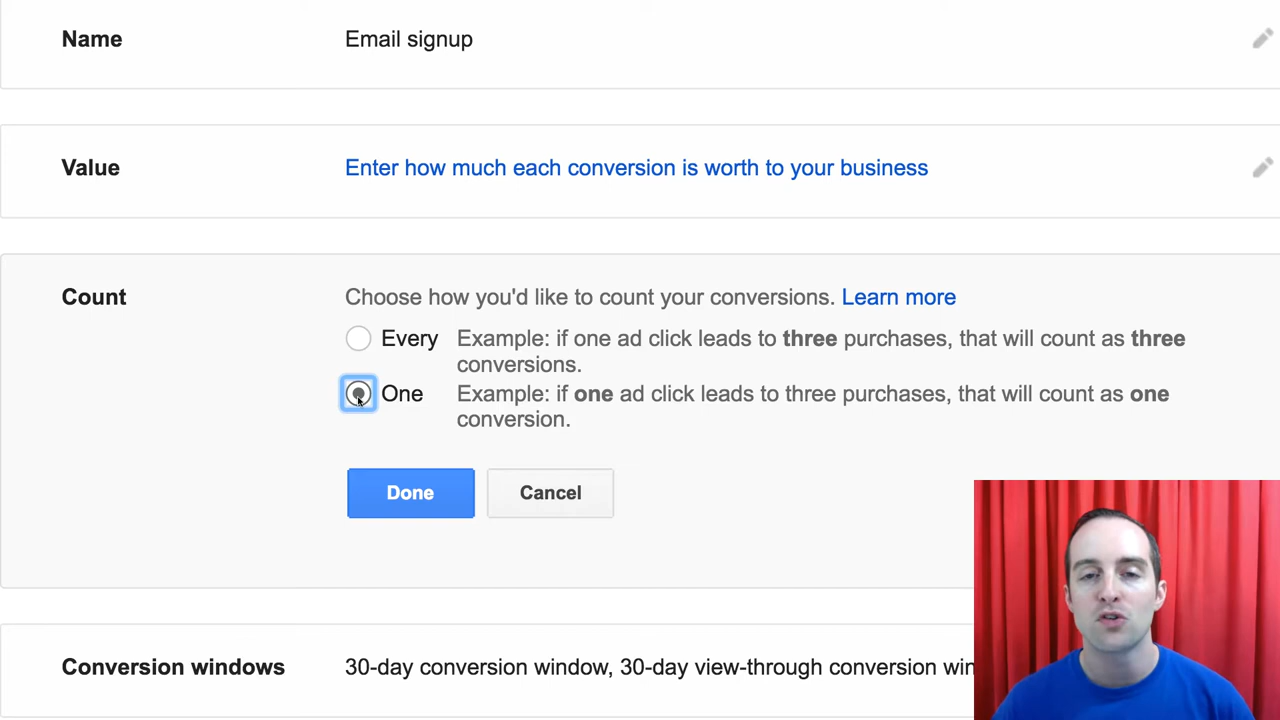 Name
Email signup
Value
Enter how much each conversion is worth to your business
Count
Choose how you'd like to count your conversions. Learn more
Every
Example: if one ad click leads to three purchases, that will count as three
conversions.
One
Example: if one ad click leads to three purchases, that will count as one
conversion.
Done
Cancel
Conversion windows
30-day conversion window, 30-day view-through conversion